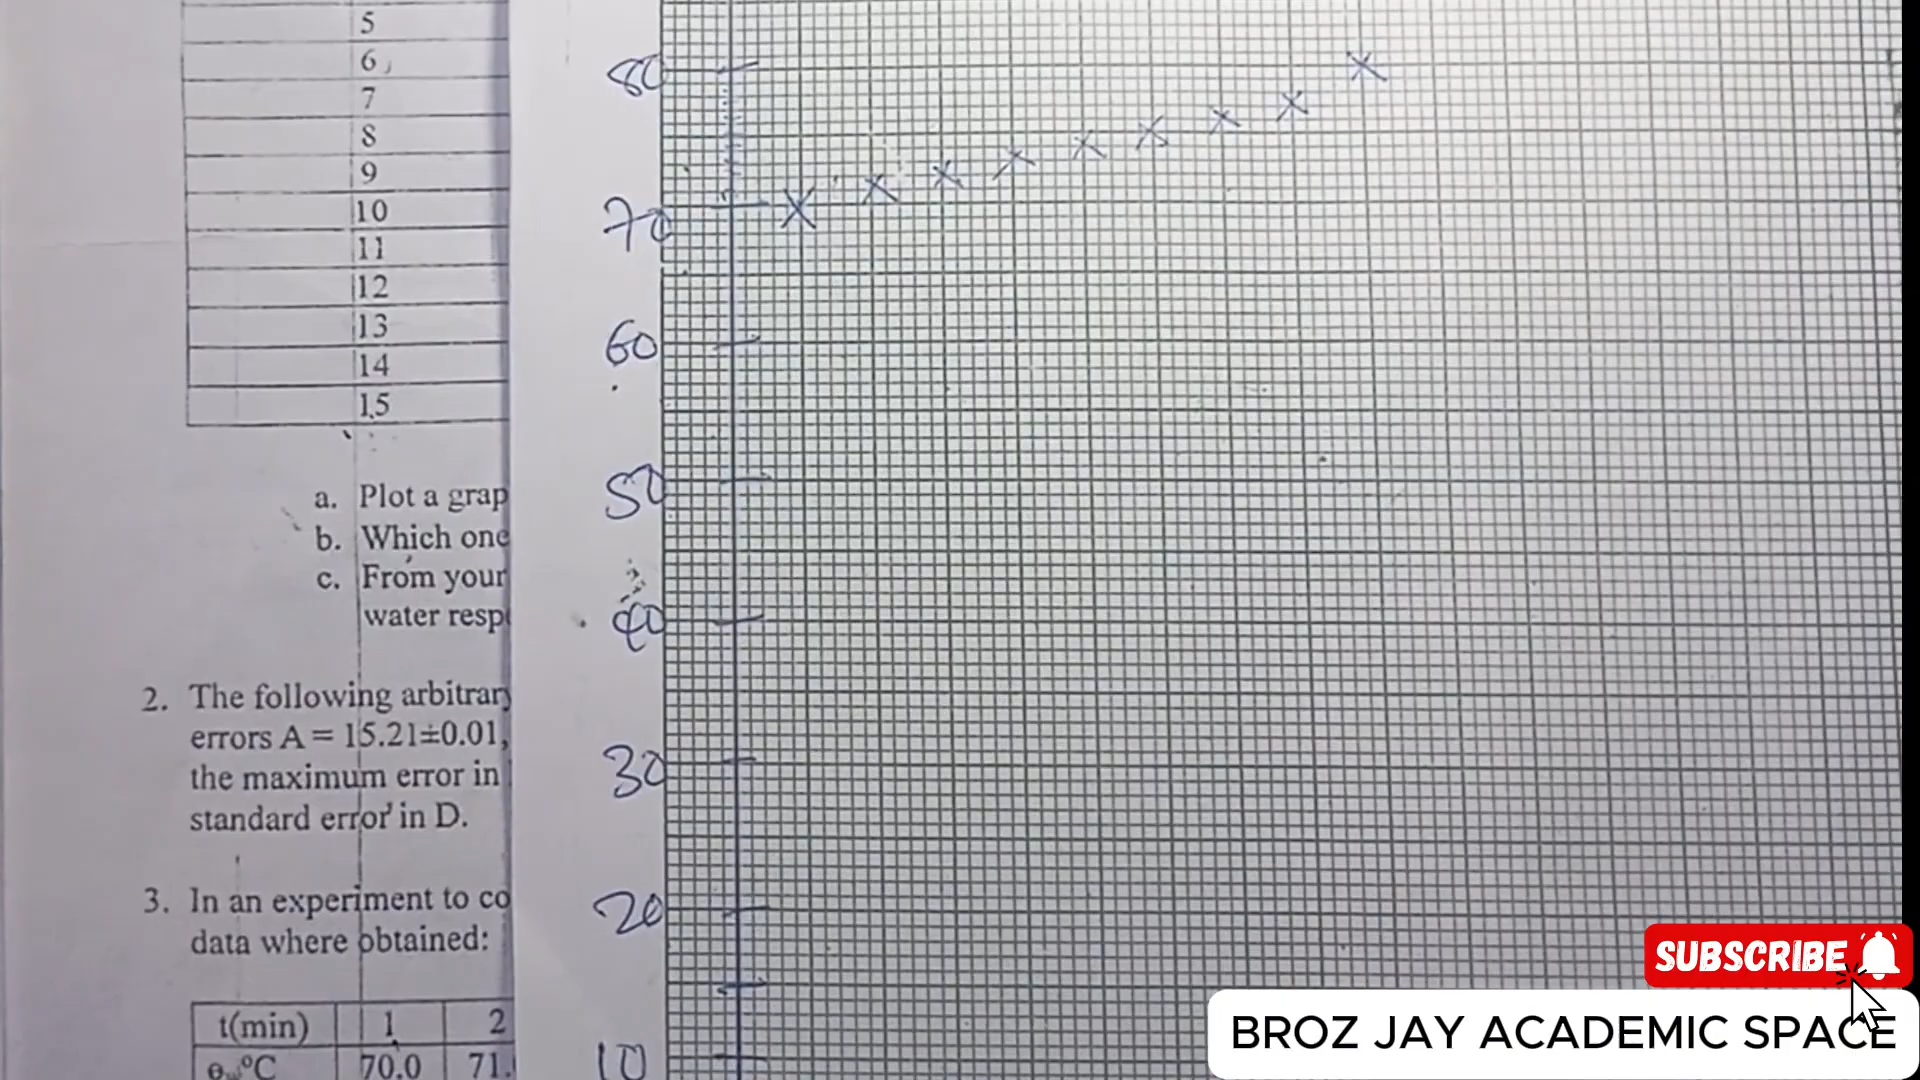 5
6
7
8
9
10
11
12
13
14
15
a. Plot a grap
b. Which one
c. From your
water resp
2. The following arbitrary
errors A = 15.21±0.01,
the maximum error in
standard error in D.
3. In an experiment to co
data where obtained:
t(min) 1 2
°C 70.0 71.
80
70
60
50
40
30
20
10
SUBSCRIBE
BROZ JAY ACADEMIC SPACE